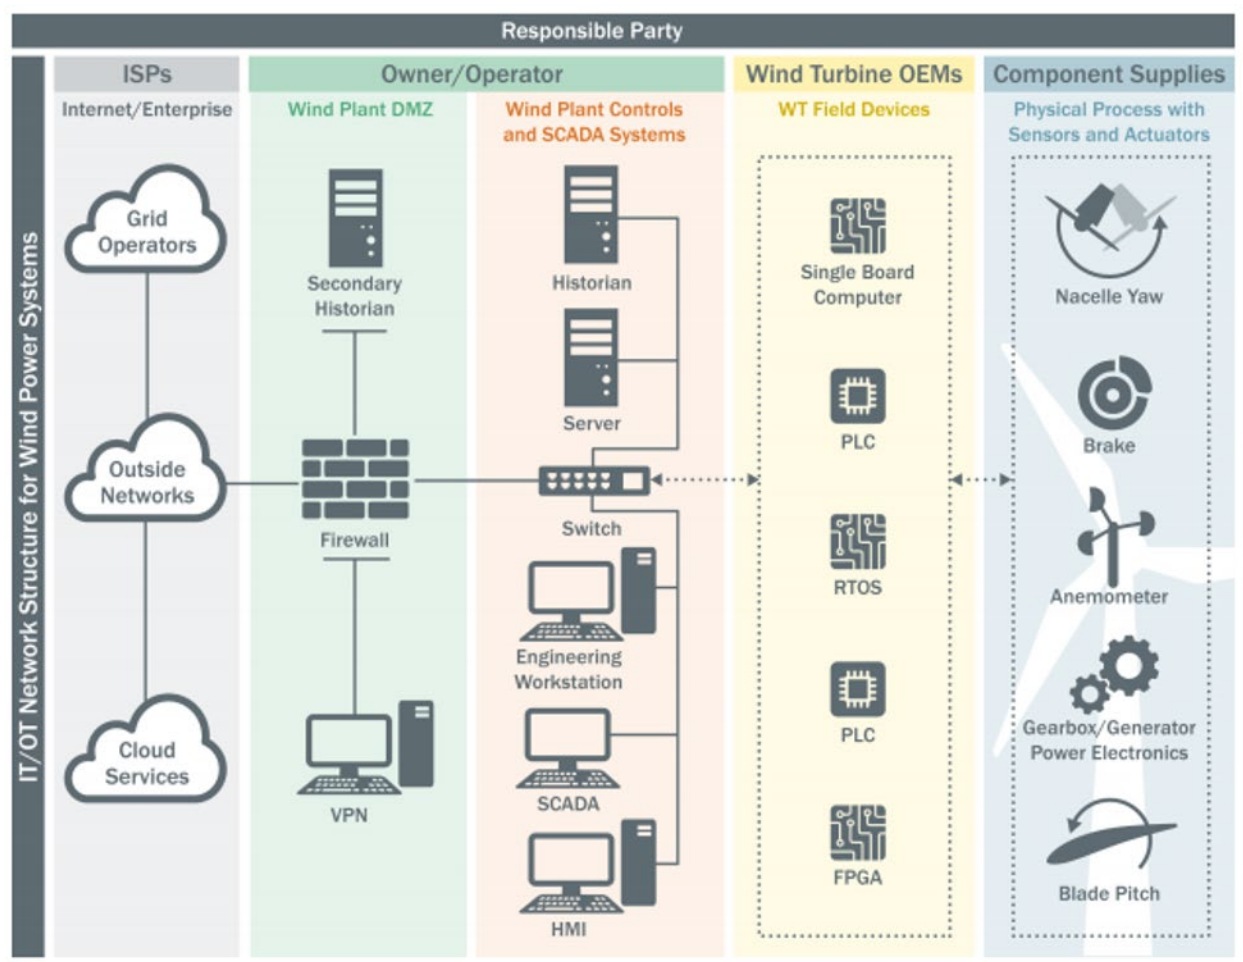 Responsible Party
IT/OT Network Structure for Wind Power Systems
ISPs
Internet/Enterprise
Grid
Operators
Outside
Networks
Cloud
Services
Owner/Operator
Wind Plant DMZ
Secondary
Historian
Firewall
VPN
Wind Plant Controls
and SCADA Systems
Historian
Server
Switch
Engineering
Workstation
SCADA
HMI
Wind Turbine OEMs
WT Field Devices
Single Board
Computer
PLC
RTOS
PLC
FPGA
Component Supplies
Physical Process with
Sensors and Actuators
Nacelle Yaw
Brake
Anemometer
Gearbox/Generator
Power Electronics
Blade Pitch